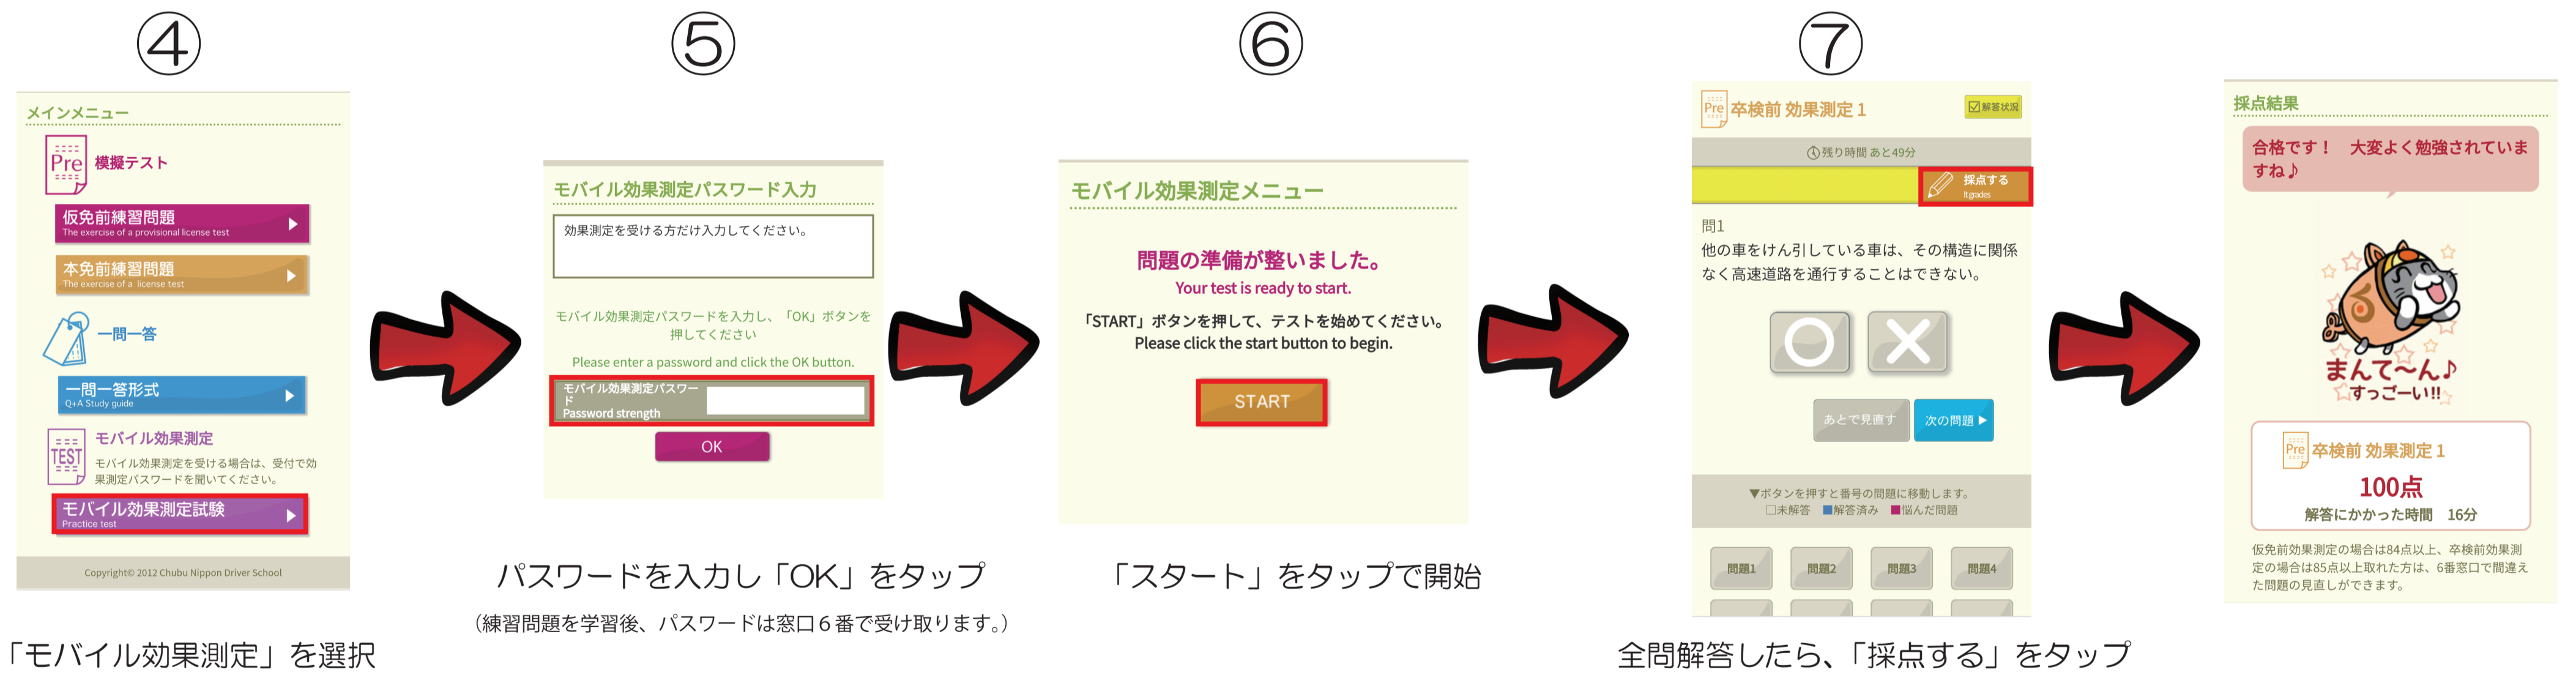 ④
メインメニュー
Pre 模擬テスト
仮免前練習問題
The exercise of a provisional license test
本免前練習問題
The exercise of a license test
一問一答
一問一答形式
Q+A Study guide
TEST
モバイル効果測定
モバイル効果測定を受ける場合は、受付で効
果測定パスワードを聞いてください。
モバイル効果測定試験
Practice test
Copyright© 2012 Chubu Nippon Driver School
「モバイル効果測定」を選択
⑤
モバイル効果測定パスワード入力
効果測定を受ける方だけ入力してください。
モバイル効果測定パスワードを入力し、「OK」ボタンを
押してください
Please enter a password and click the OK button.
モバイル効果測定パスワー
ド
Password strength
OK
パスワードを入力し「OK」をタップ
（練習問題を学習後、パスワードは窓口６番で受け取ります。）
⑥
モバイル効果測定メニュー
問題の準備が整いました。
Your test is ready to start.
「START」ボタンを押して、テストを始めてください。
Please click the start button to begin.
START
「スタート」をタップで開始
⑦
Pre 卒検前 効果測定 1
解答状況
残り時間 あと49分
採点する
It grades
問1
他の車をけん引している車は、その構造に関係
なく高速道路を通行することはできない。
あとで見直す
次の問題▶
▼ボタンを押すと番号の問題に移動します。
□未解答 ■解答済み ■悩んだ問題
問題1 問題2 問題3 問題4
全問解答したら、「採点する」をタップ
採点結果
合格です！　大変よく勉強されていま
すね♪
まんて〜ん♪
すっごーい!!
Pre 卒検前 効果測定 1
100点
解答にかかった時間　16分
仮免前効果測定の場合は84点以上、卒検前効果測
定の場合は85点以上取れた方は、6番窓口で間違え
た問題の見直しができます。